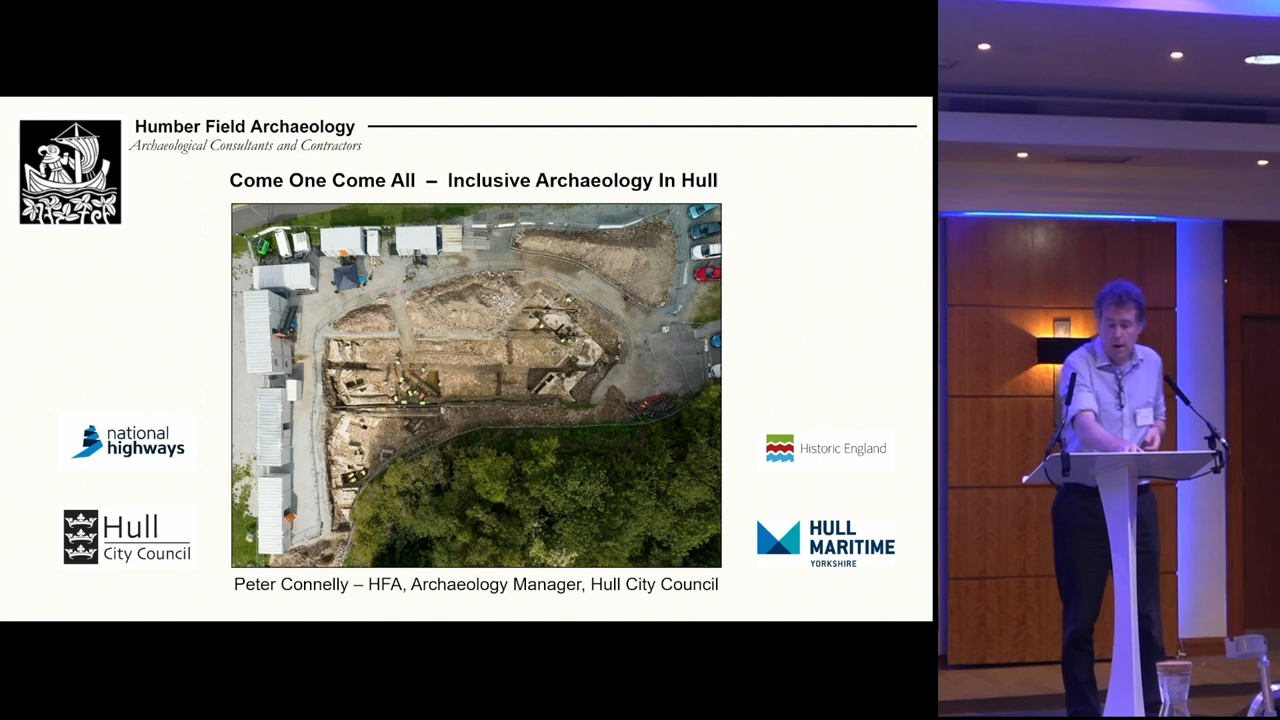 Humber Field Archaeology
Archaeological Consultants and Contractors
Come One Come All – Inclusive Archaeology In Hull
national
highways
Historic England
Hull
City Council
HULL
MARITIME
YORKSHIRE
Peter Connelly – HFA, Archaeology Manager, Hull City Council